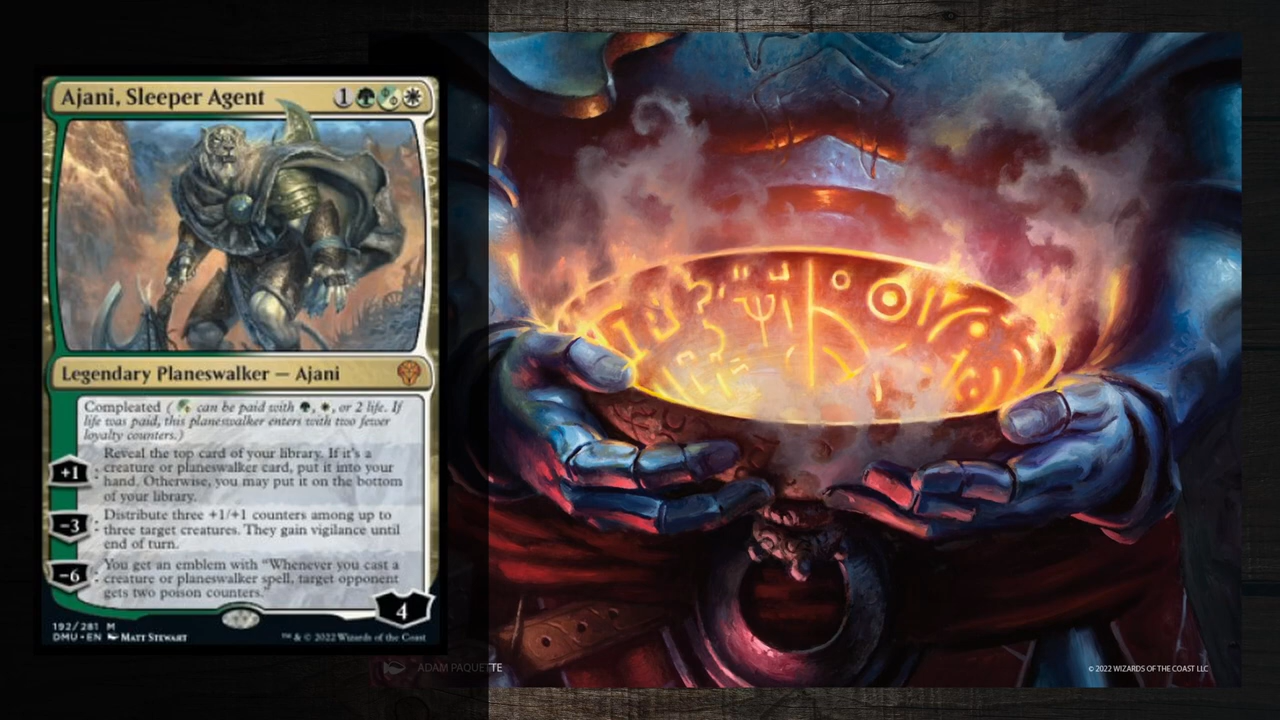 Ajani, Sleeper Agent 1
Legendary Planeswalker — Ajani
Compleated ( can be paid with , , or 2 life. If
life was paid, this planeswalker enters with two fewer
loyalty counters.)
+1: Reveal the top card of your library. If it's a
creature or planeswalker card, put it into your
hand. Otherwise, you may put it on the bottom
of your library.
−3: Distribute three +1/+1 counters among up to
three target creatures. They gain vigilance until
end of turn.
−6: You get an emblem with "Whenever you cast a
creature or planeswalker spell, target opponent
gets two poison counters."
4
192/281 M
DMU • EN MATT STEWART
™ & © 2022 Wizards of the Coast
ADAM PAQUETTE
© 2022 WIZARDS OF THE COAST LLC